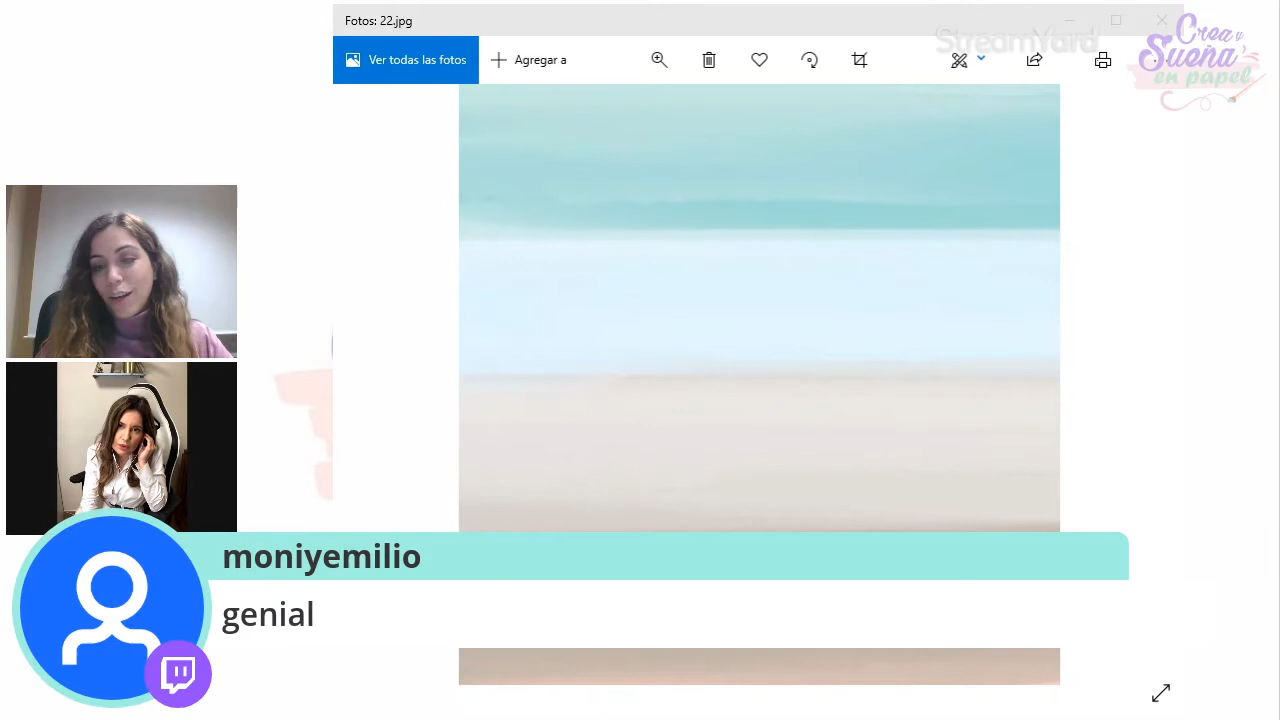 Fotos: 22.jpg
StreamYard
Crea y
Sueña
en papel
Ver todas las fotos
Agregar a
moniyemilio
genial